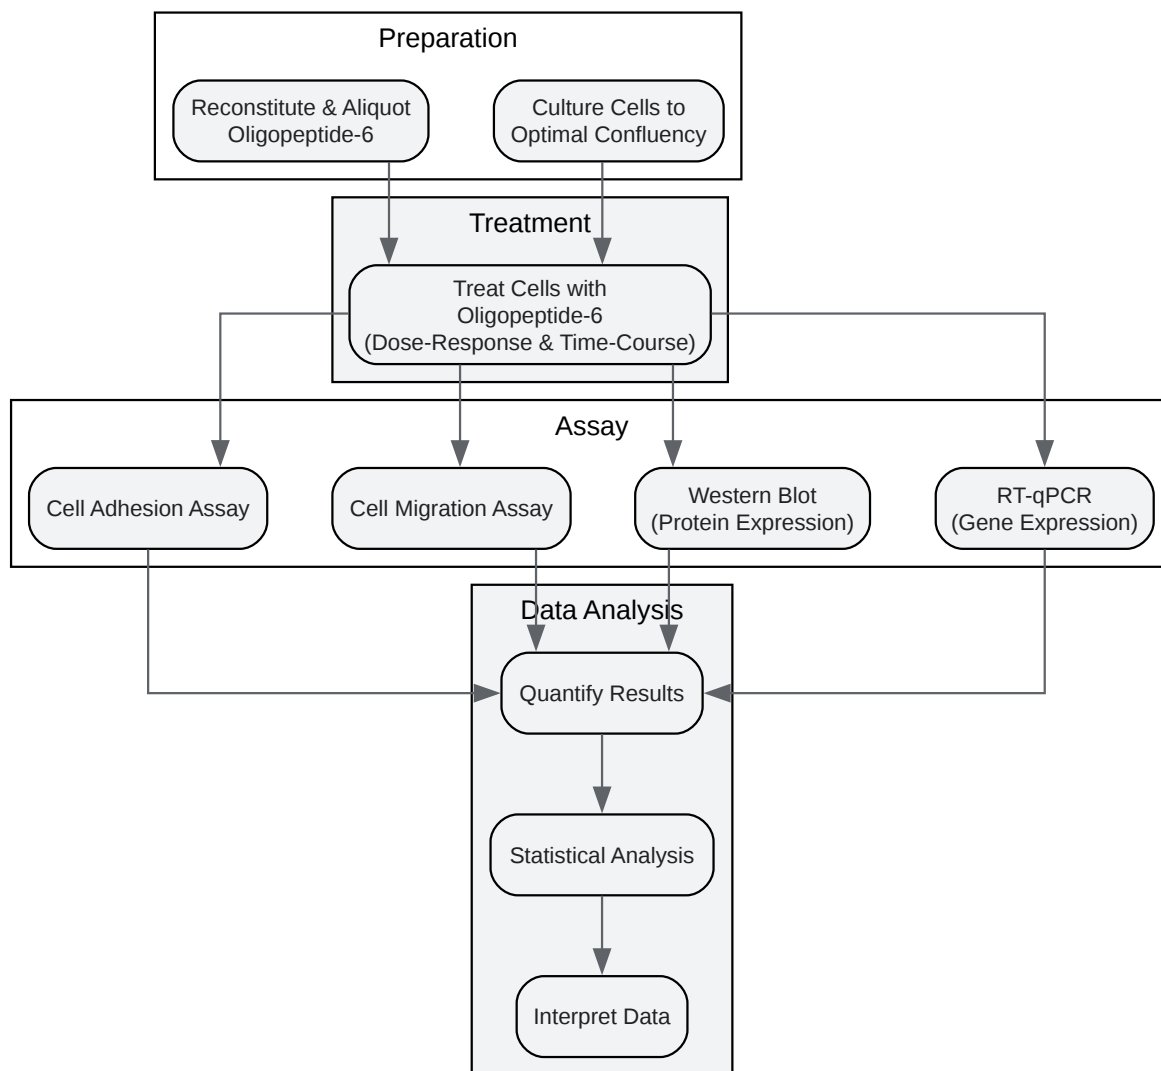 Preparation
Reconstitute & Aliquot
Oligopeptide-6
Culture Cells to
Optimal Confluency
Treatment
Treat Cells with
Oligopeptide-6
(Dose-Response & Time-Course)
Assay
Cell Adhesion Assay
Cell Migration Assay
Western Blot
(Protein Expression)
RT-qPCR
(Gene Expression)
Data Analysis
Quantify Results
Statistical Analysis
Interpret Data